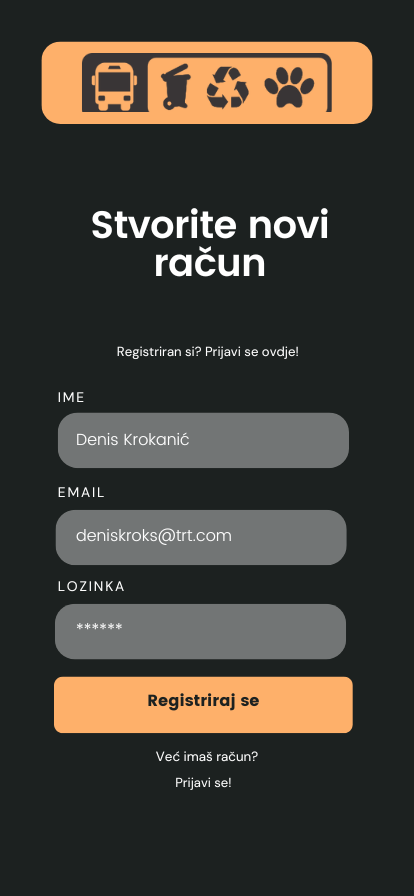 Stvorite novi
račun
Registriran si? Prijavi se ovdje!
IME
Denis Krokanić
EMAIL
deniskroks@trt.com
LOZINKA
******
Registriraj se
Već imaš račun?
Prijavi se!